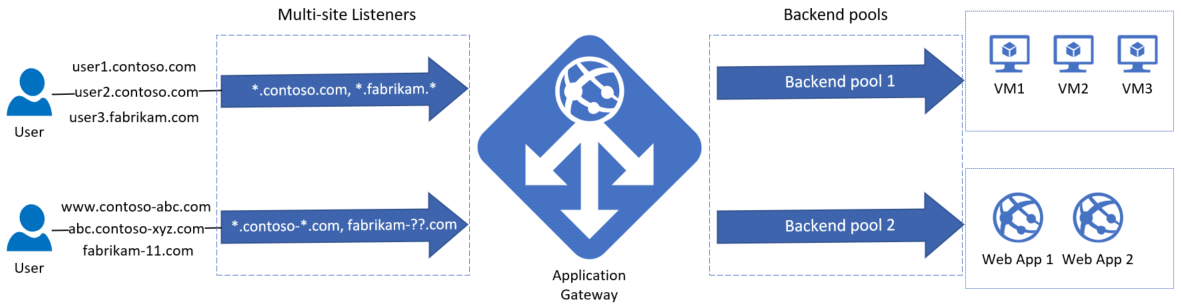 Multi-site Listeners
Backend pools
user1.contoso.com
user2.contoso.com
user3.fabrikam.com
User
*.contoso.com, *.fabrikam.*
Backend pool 1
VM1
VM2
VM3
www.contoso-abc.com
abc.contoso-xyz.com
fabrikam-11.com
User
*.contoso-*.com, fabrikam-??.com
Application
Gateway
Backend pool 2
Web App 1
Web App 2